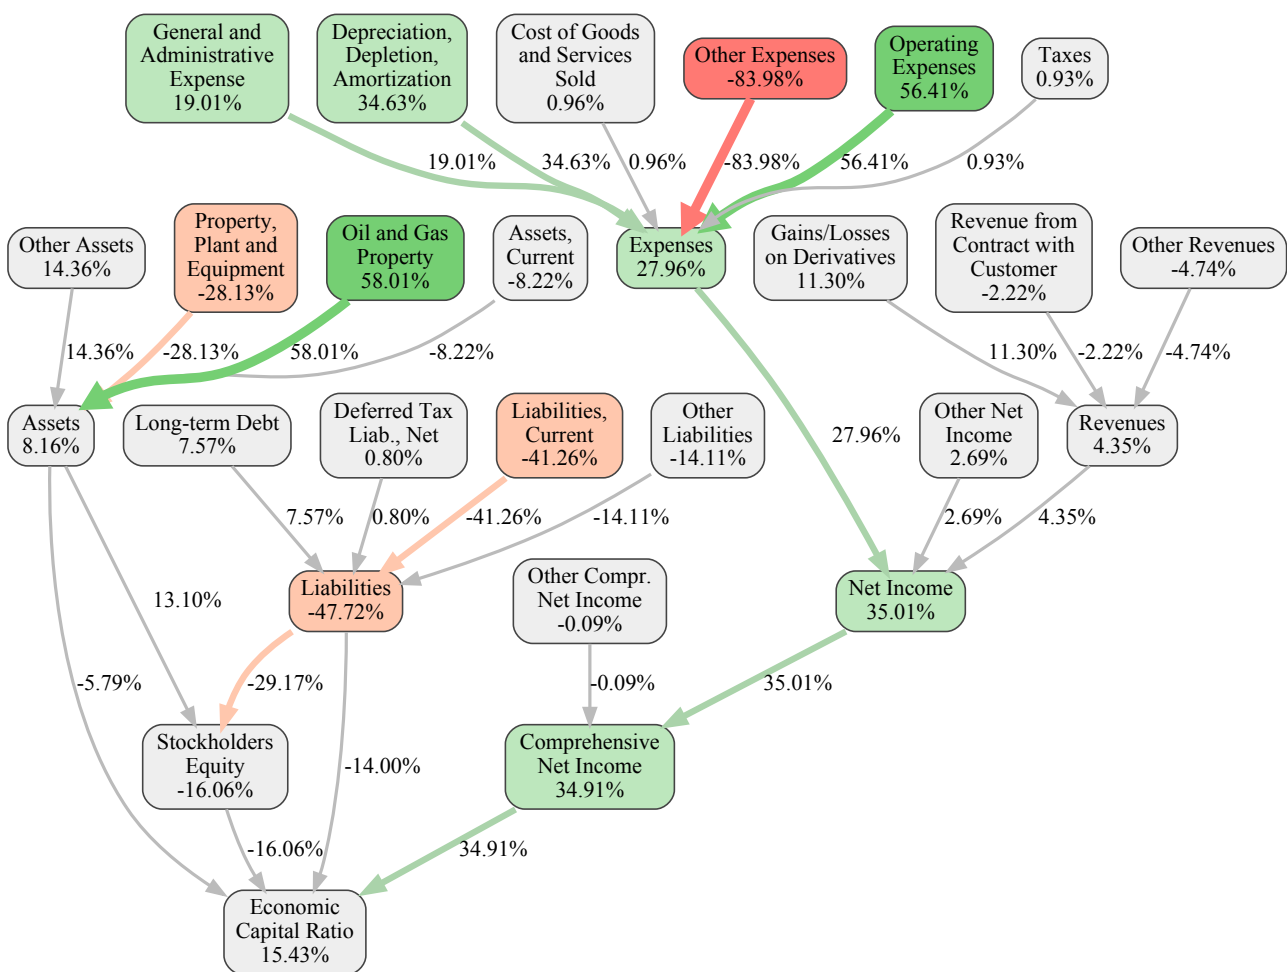 General and
Administrative
Expense
19.01%
Depreciation,
Depletion,
Amortization
34.63%
Cost of Goods
and Services
Sold
0.96%
Other Expenses
-83.98%
Operating
Expenses
56.41%
Taxes
0.93%
19.01%
34.63%
0.96%
-83.98%
56.41%
0.93%
Other Assets
14.36%
Property,
Plant and
Equipment
-28.13%
Oil and Gas
Property
58.01%
Assets,
Current
-8.22%
Expenses
27.96%
Gains/Losses
on Derivatives
11.30%
Revenue from
Contract with
Customer
-2.22%
Other Revenues
-4.74%
14.36%
-28.13%
58.01%
-8.22%
11.30%
-2.22%
-4.74%
Assets
8.16%
Long-term Debt
7.57%
Deferred Tax
Liab., Net
0.80%
Liabilities,
Current
-41.26%
Other
Liabilities
-14.11%
27.96%
Other Net
Income
2.69%
Revenues
4.35%
7.57%
0.80%
-41.26%
-14.11%
2.69%
4.35%
13.10%
Liabilities
-47.72%
Other Compr.
Net Income
-0.09%
Net Income
35.01%
-5.79%
-29.17%
-0.09%
35.01%
Stockholders
Equity
-16.06%
-14.00%
Comprehensive
Net Income
34.91%
-16.06%
34.91%
Economic
Capital Ratio
15.43%